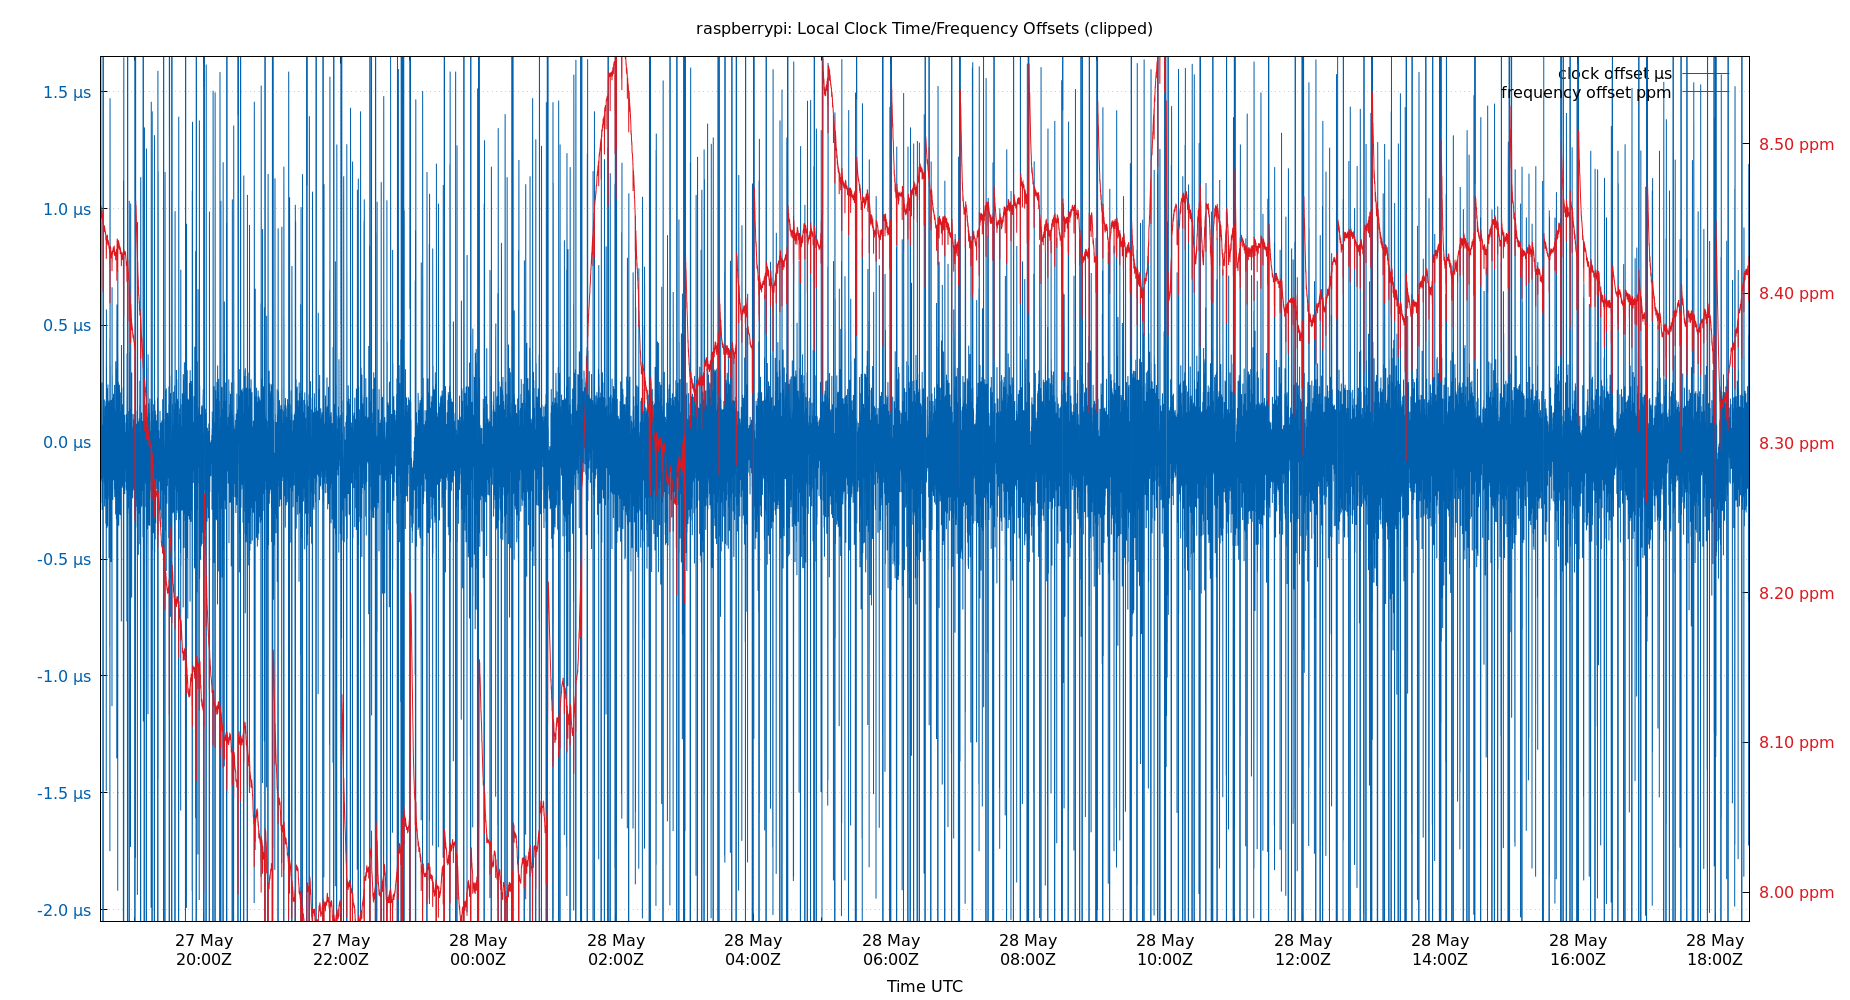 raspberrypi: Local Clock Time/Frequency Offsets (clipped)
clock offset µs
frequency offset ppm
1.5 µs
1.0 µs
0.5 µs
0.0 µs
-0.5 µs
-1.0 µs
-1.5 µs
-2.0 µs
8.50 ppm
8.40 ppm
8.30 ppm
8.20 ppm
8.10 ppm
8.00 ppm
27 May 27 May 28 May 28 May 28 May 28 May 28 May 28 May 28 May 28 May 28 May 28 May
20:00Z 22:00Z 00:00Z 02:00Z 04:00Z 06:00Z 08:00Z 10:00Z 12:00Z 14:00Z 16:00Z 18:00Z
Time UTC